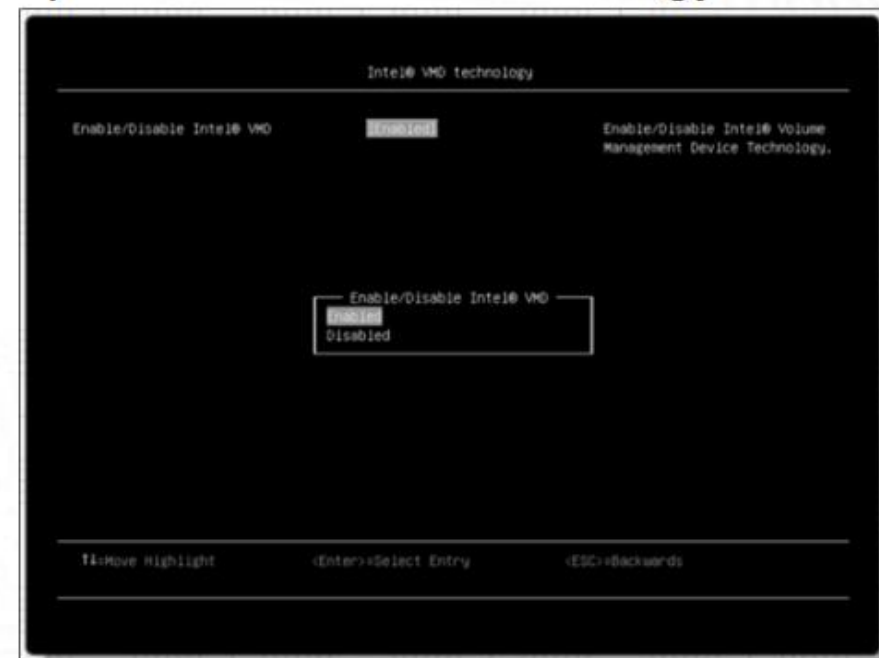 Intel® VMD technology
Enable/Disable Intel® VMD [Enabled] Enable/Disable Intel® Volume
Management Device Technology.
Enable/Disable Intel® VMD
Enabled
Disabled
↑↓=Move Highlight <Enter>=Select Entry <ESC>=Backwards